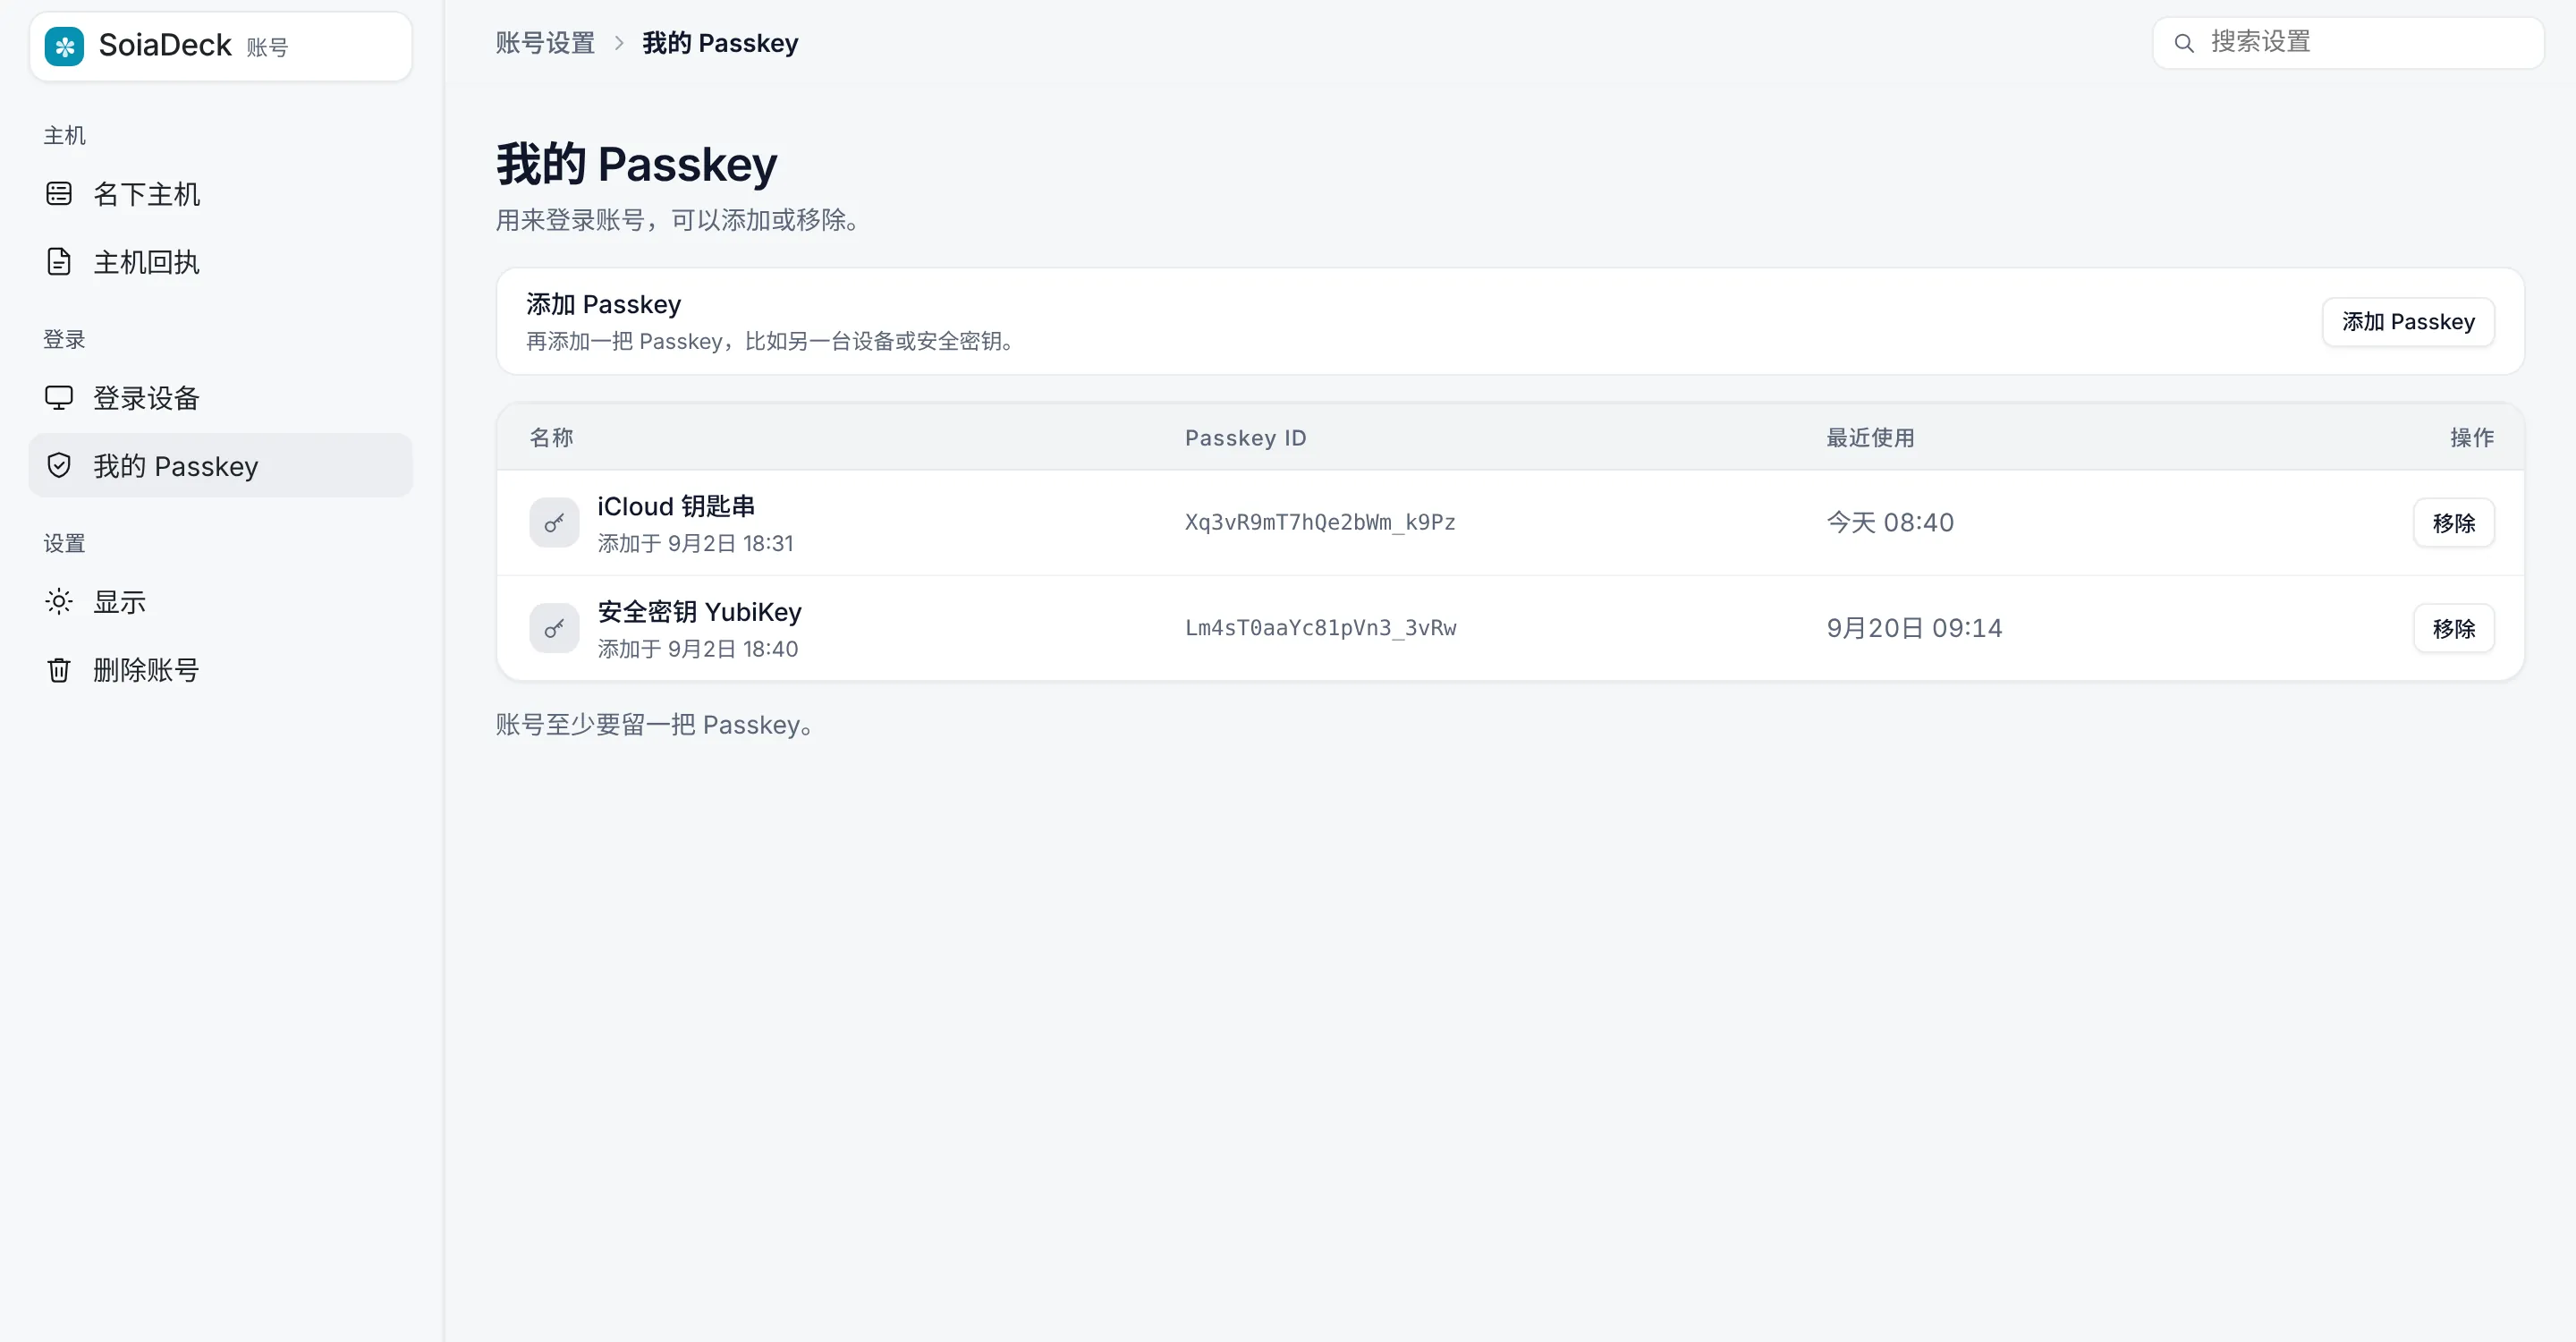 SoiaDeck 账号
主机
名下主机
主机回执
登录
登录设备
我的 Passkey
设置
显示
删除账号
账号设置 > 我的 Passkey
搜索设置
我的 Passkey
用来登录账号，可以添加或移除。
添加 Passkey
再添加一把 Passkey，比如另一台设备或安全密钥。
添加 Passkey
名称 Passkey ID 最近使用 操作
iCloud 钥匙串
添加于 9月2日 18:31
Xq3vR9mT7hQe2bWm_k9Pz
今天 08:40
移除
安全密钥 YubiKey
添加于 9月2日 18:40
Lm4sT0aaYc81pVn3_3vRw
9月20日 09:14
移除
账号至少要留一把 Passkey。